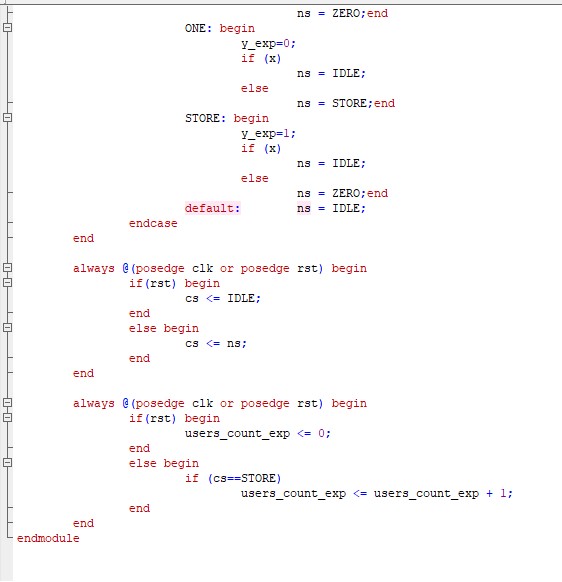 ns = ZERO;end
ONE: begin
y_exp=0;
if (x)
ns = IDLE;
else
ns = STORE;end
STORE: begin
y_exp=1;
if (x)
ns = IDLE;
else
ns = ZERO;end
default: ns = IDLE;
endcase
end
always @(posedge clk or posedge rst) begin
if(rst) begin
cs <= IDLE;
end
else begin
cs <= ns;
end
end
always @(posedge clk or posedge rst) begin
if(rst) begin
users_count_exp <= 0;
end
else begin
if (cs==STORE)
users_count_exp <= users_count_exp + 1;
end
end
endmodule